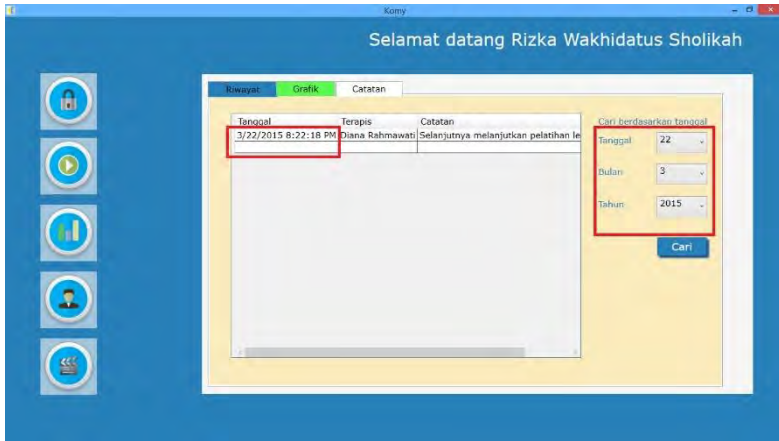 Komy
Selamat datang Rizka Wakhidatus Sholikah
Riwayat Grafik Catatan
Tanggal Terapis Catatan
3/22/2015 8:22:18 PM Diana Rahmawati Selanjutnya melanjutkan pelatihan le
Cari berdasarkan tanggal
Tanggal 22
Bulan 3
Tahun 2015
Cari